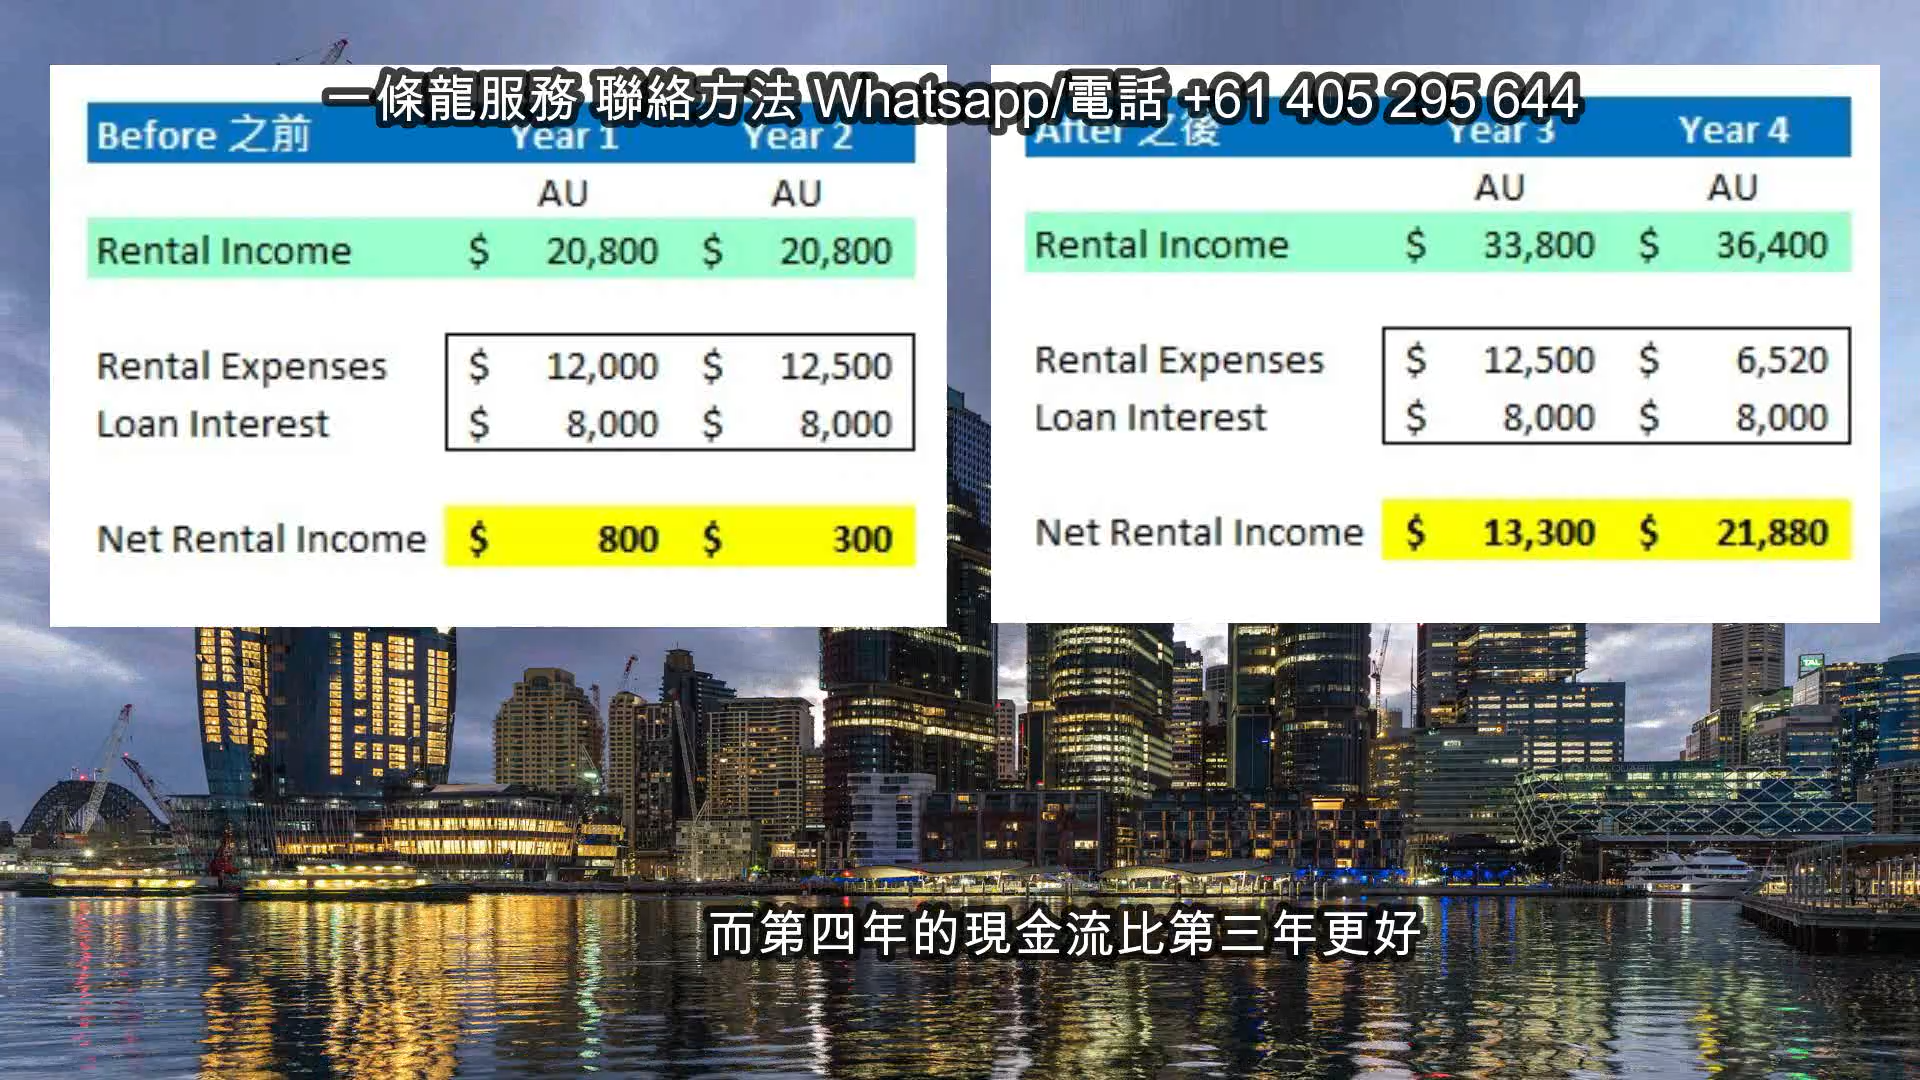 一條龍服務 聯絡方法 Whatsapp/電話 +61 405 295 644
Before 之前 Year 1 Year 2
AU AU
Rental Income $ 20,800 $ 20,800
Rental Expenses $ 12,000 $ 12,500
Loan Interest $ 8,000 $ 8,000
Net Rental Income $ 800 $ 300
After 之後 Year 3 Year 4
AU AU
Rental Income $ 33,800 $ 36,400
Rental Expenses $ 12,500 $ 6,520
Loan Interest $ 8,000 $ 8,000
Net Rental Income $ 13,300 $ 21,880
而第四年的現金流比第三年更好